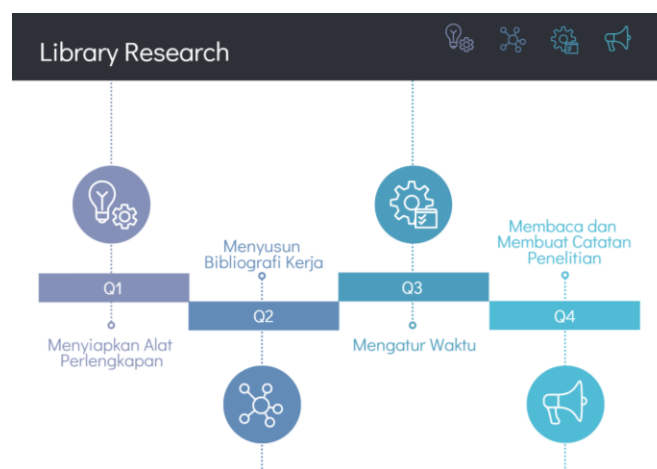 Library Research
Q1
Menyiapkan Alat
Perlengkapan
Menyusun
Bibliografi Kerja
Q2
Q3
Mengatur Waktu
Membaca dan
Membuat Catatan
Penelitian
Q4